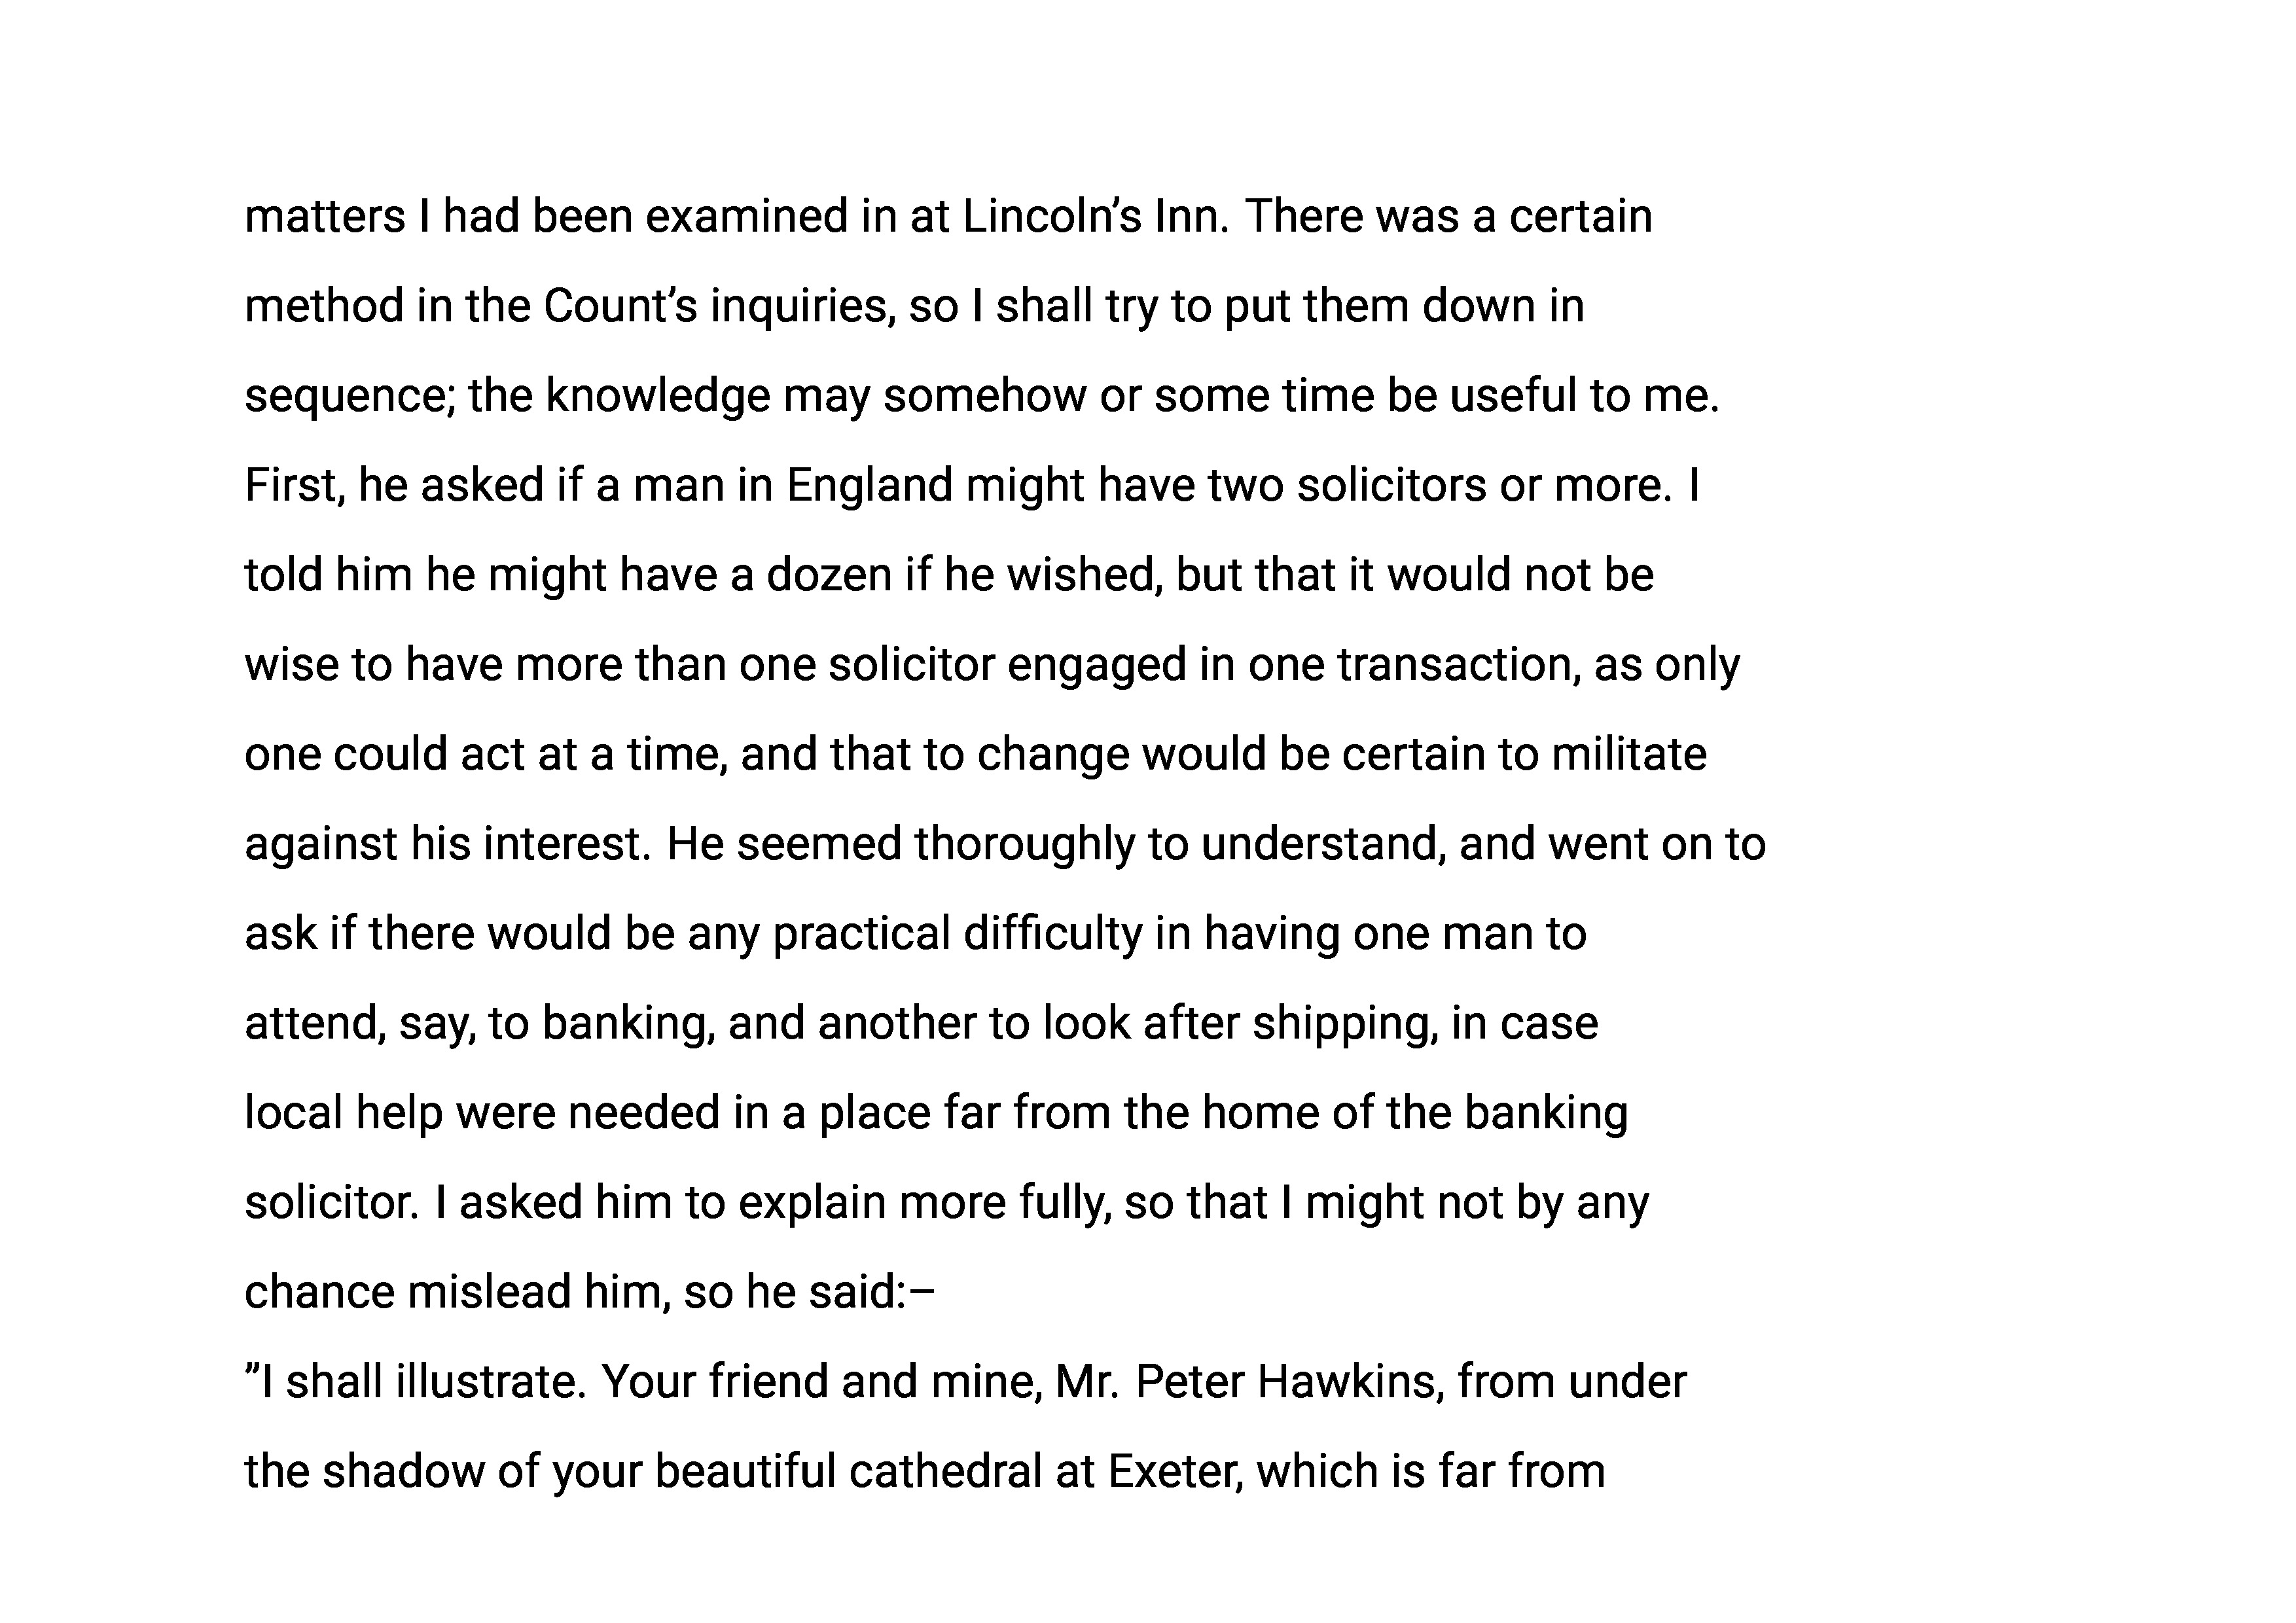 matters I had been examined in at Lincoln’s Inn. There was a certain
method in the Count’s inquiries, so I shall try to put them down in
sequence; the knowledge may somehow or some time be useful to me.
First, he asked if a man in England might have two solicitors or more. I
told him he might have a dozen if he wished, but that it would not be
wise to have more than one solicitor engaged in one transaction, as only
one could act at a time, and that to change would be certain to militate
against his interest. He seemed thoroughly to understand, and went on to
ask if there would be any practical difficulty in having one man to
attend, say, to banking, and another to look after shipping, in case
local help were needed in a place far from the home of the banking
solicitor. I asked him to explain more fully, so that I might not by any
chance mislead him, so he said:–
”I shall illustrate. Your friend and mine, Mr. Peter Hawkins, from under
the shadow of your beautiful cathedral at Exeter, which is far from